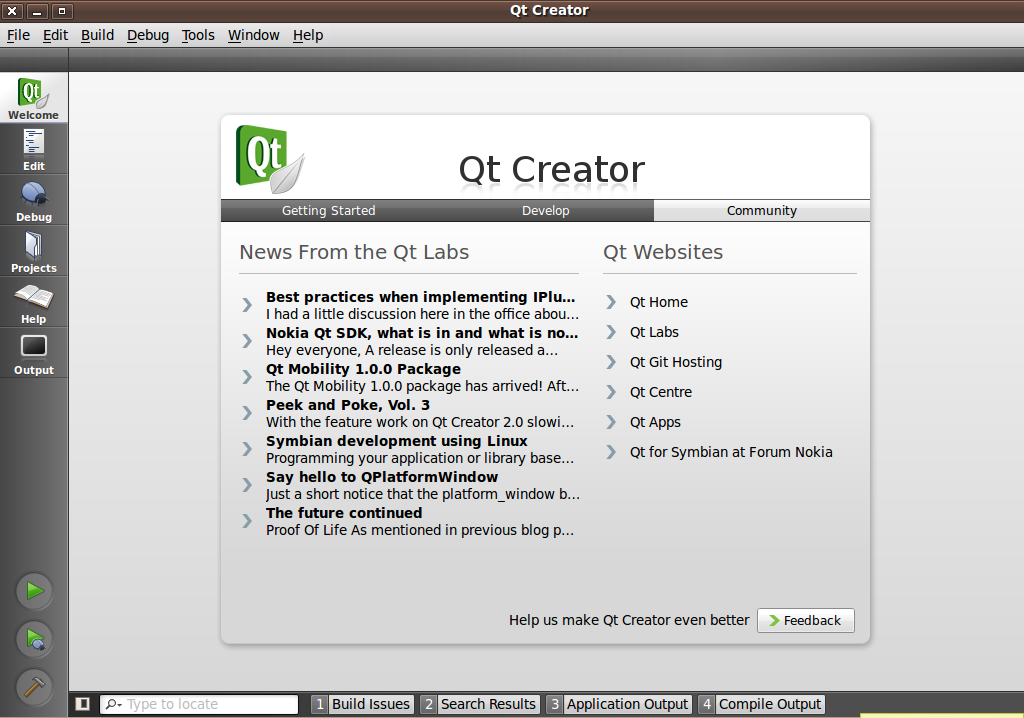 Qt Creator
File Edit Build Debug Tools Window Help
Qt
Welcome
Edit
Debug
Projects
Help
Output
Qt
Qt Creator
Getting Started Develop Community
News From the Qt Labs
Best practices when implementing IPlu...
I had a little discussion here in the office abou...
Nokia Qt SDK, what is in and what is no...
Hey everyone, A release is only released a...
Qt Mobility 1.0.0 Package
The Qt Mobility 1.0.0 package has arrived! Aft...
Peek and Poke, Vol. 3
With the feature work on Qt Creator 2.0 slowi...
Symbian development using Linux
Programming your application or library base...
Say hello to QPlatformWindow
Just a short notice that the platform_window b...
The future continued
Proof Of Life As mentioned in previous blog p...
Qt Websites
Qt Home
Qt Labs
Qt Git Hosting
Qt Centre
Qt Apps
Qt for Symbian at Forum Nokia
Help us make Qt Creator even better Feedback
Type to locate 1 Build Issues 2 Search Results 3 Application Output 4 Compile Output